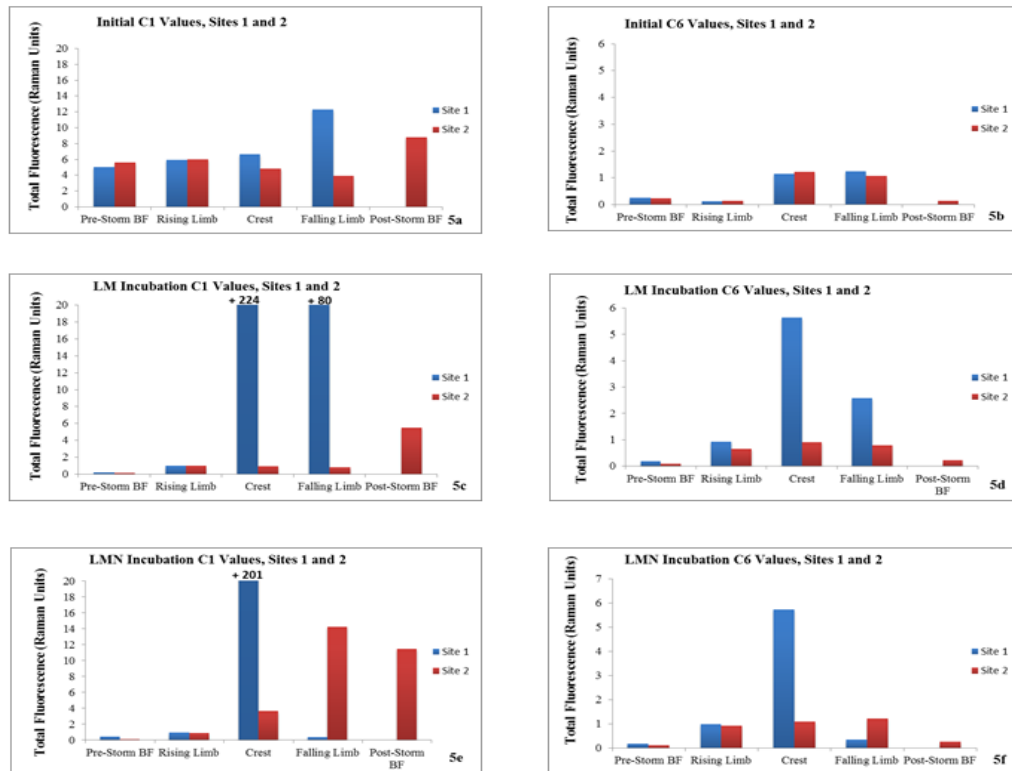 Initial C1 Values, Sites 1 and 2
Total Fluorescence (Raman Units)
20
18
16
14
12
10
8
6
4
2
0
Pre-Storm BF Rising Limb Crest Falling Limb Post-Storm BF
Site 1
Site 2
5a
Initial C6 Values, Sites 1 and 2
Total Fluorescence (Raman Units)
6
5
4
3
2
1
0
Pre-Storm BF Rising Limb Crest Falling Limb Post-Storm BF
Site 1
Site 2
5b
LM Incubation C1 Values, Sites 1 and 2
+ 224 + 80
Total Fluorescence (Raman Units)
20
18
16
14
12
10
8
6
4
2
0
Pre-Storm BF Rising Limb Crest Falling Limb Post-Storm BF
Site 1
Site 2
5c
LM Incubation C6 Values, Sites 1 and 2
Total Fluorescence (Raman Units)
6
5
4
3
2
1
0
Pre-Storm BF Rising Limb Crest Falling Limb Post-Storm
BF
Site 1
Site 2
5d
LMN Incubation C1 Values, Sites 1 and 2
+ 201
Total Fluorescence (Raman Units)
20
18
16
14
12
10
8
6
4
2
0
Pre-Storm BF Rising Limb Crest Falling Limb Post-Storm
BF
Site 1
Site 2
5e
LMN Incubation C6 Values, Sites 1 and 2
Total Fluorescence (Raman Units)
7
6
5
4
3
2
1
0
Pre-Storm BF Rising Limb Crest Falling Limb Post-Storm
BF
Site 1
Site 2
5f